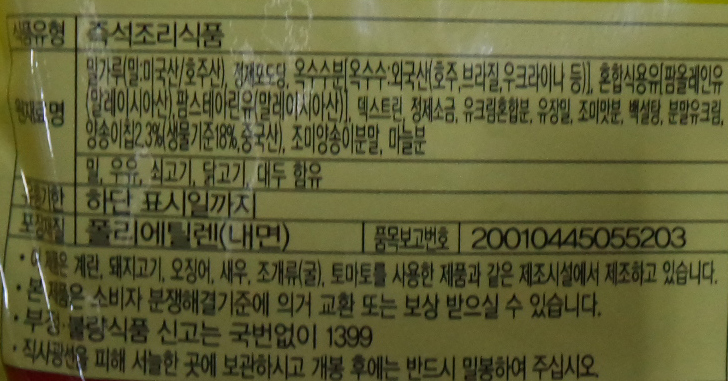 식품유형 즉석조리식품
원재료명 밀가루(밀:미국산/호주산), 정제포도당, 옥수수분[옥수수:외국산(호주,브라질,우크라이나 등)], 혼합식용유[팜올레인유
(말레이시아산),팜스테아린유(말레이시아산)], 덱스트린, 정제소금, 유크림혼합분, 유장밀, 조미맛분, 백설탕, 분말유크림,
양송이칩2.3%(생물기준18%,중국산), 조미양송이분말, 마늘분
밀, 우유, 쇠고기, 닭고기, 대두 함유
유통기한 하단 표시일까지
포장재질 폴리에틸렌(내면) 품목보고번호 20010445055203
• 이 제품은 계란, 돼지고기, 오징어, 새우, 조개류(굴), 토마토를 사용한 제품과 같은 제조시설에서 제조하고 있습니다.
• 본 제품은 소비자 분쟁해결기준에 의거 교환 또는 보상 받으실 수 있습니다.
• 부정·불량식품 신고는 국번없이 1399
• 직사광선을 피해 서늘한 곳에 보관하시고 개봉 후에는 반드시 밀봉하여 주십시오.